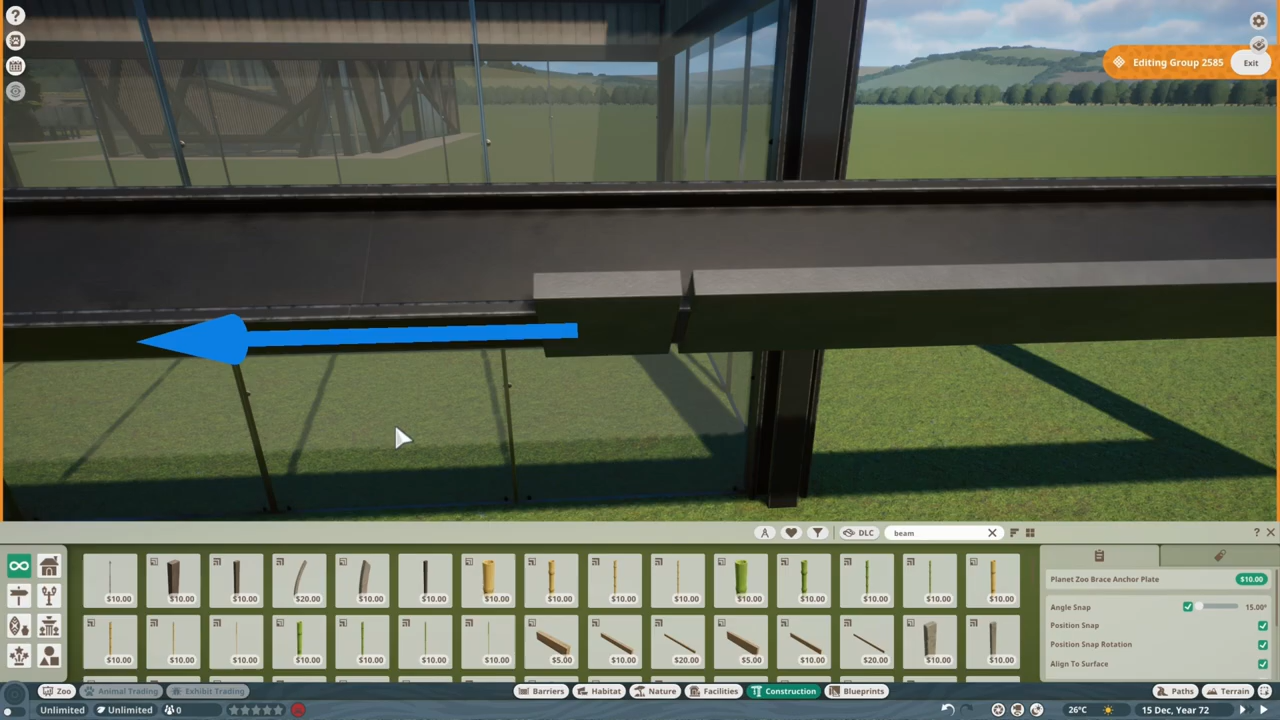 ?
Editing Group 2585
Exit
DLC
beam
?
$10.00 $10.00 $10.00 $20.00 $10.00 $10.00 $10.00 $10.00 $10.00 $10.00 $10.00 $10.00 $10.00 $10.00 $10.00
$10.00 $10.00 $10.00 $10.00 $10.00 $10.00 $10.00 $5.00 $10.00 $20.00 $5.00 $10.00 $20.00 $10.00 $10.00
Planet Zoo Brace Anchor Plate $10.00
Angle Snap 15.00°
Position Snap
Position Snap Rotation
Align To Surface
Zoo Animal Trading Exhibit Trading Barriers Habitat Nature Facilities Construction Blueprints Paths Terrain
Unlimited Unlimited 0 26°C 15 Dec, Year 72